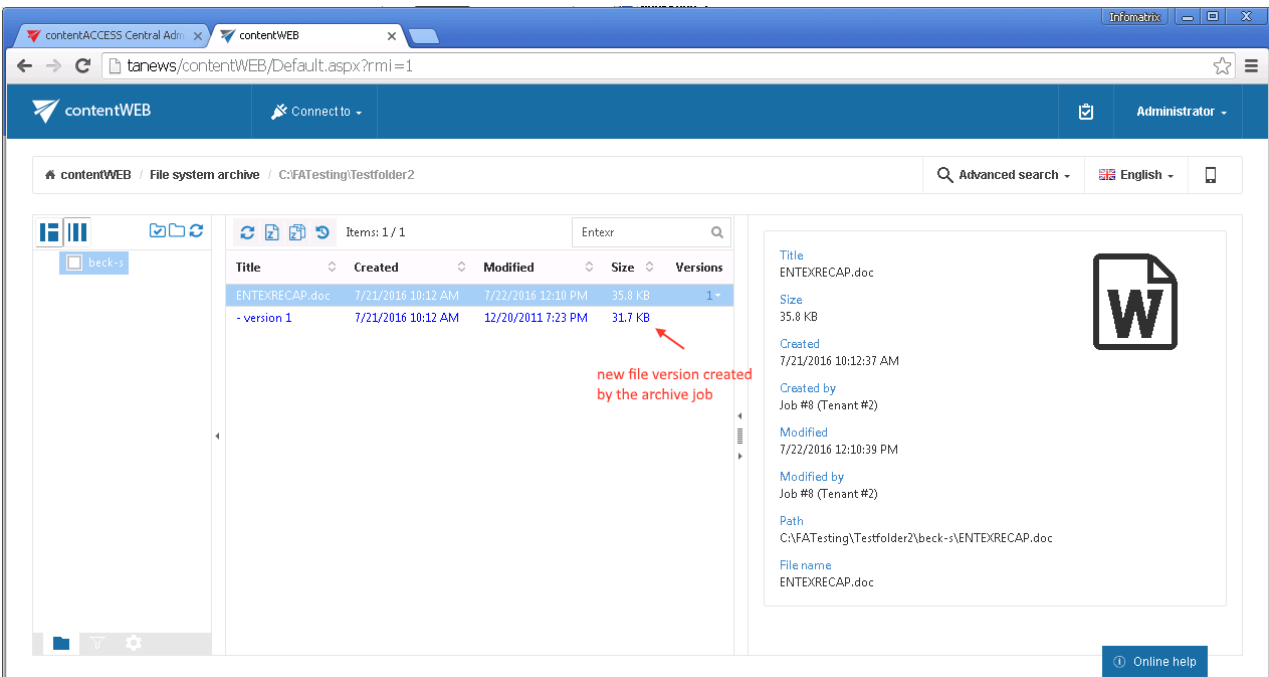 Infomatrix
contentACCESS Central Adm
contentWEB
tanews/contentWEB/Default.aspx?rmi=1
contentWEB
Connect to
Administrator
contentWEB / File system archive / C:\FATesting\Testfolder2
Advanced search
English
beck-s
Items: 1 / 1
Entexr
Title Created Modified Size Versions
ENTEXRECAP.doc 7/21/2016 10:12 AM 7/22/2016 12:10 PM 35.8 KB 1
- version 1 7/21/2016 10:12 AM 12/20/2011 7:23 PM 31.7 KB
new file version created
by the archive job
Title
ENTEXRECAP.doc
Size
35.8 KB
Created
7/21/2016 10:12:37 AM
Created by
Job #8 (Tenant #2)
Modified
7/22/2016 12:10:39 PM
Modified by
Job #8 (Tenant #2)
Path
C:\FATesting\Testfolder2\beck-s\ENTEXRECAP.doc
File name
ENTEXRECAP.doc
W
Online help